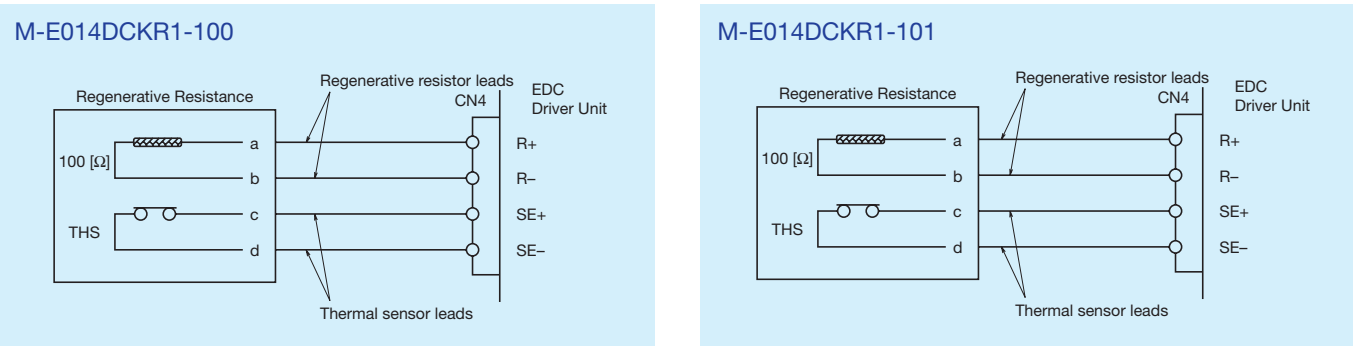 M-E014DCKR1-100
Regenerative resistor leads
EDC
Driver Unit
CN4
Regenerative Resistance
100 [Ω]
a
R+
b
R–
THS
c
SE+
d
SE–
Thermal sensor leads
M-E014DCKR1-101
Regenerative resistor leads
EDC
Driver Unit
CN4
Regenerative Resistance
100 [Ω]
a
R+
b
R–
THS
c
SE+
d
SE–
Thermal sensor leads